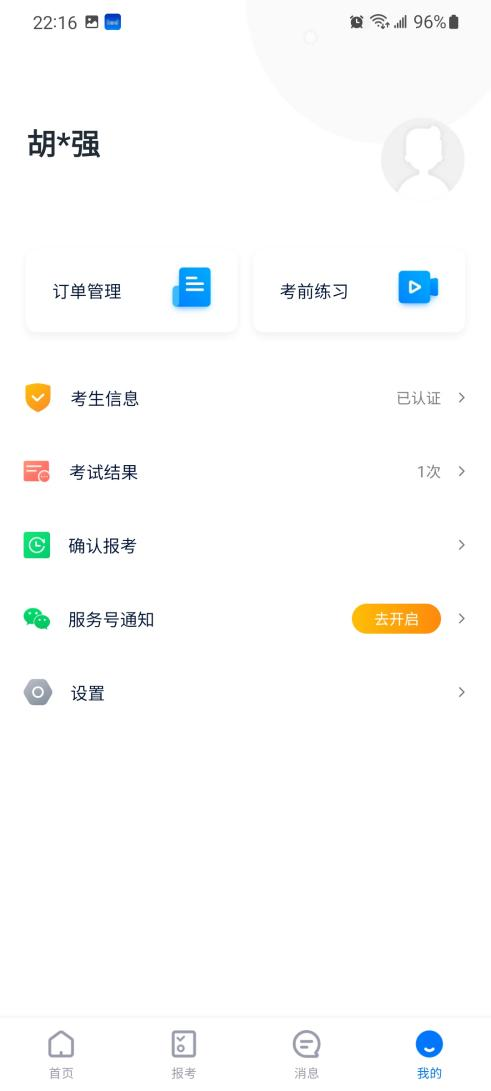 22:16 96%
胡*强
订单管理 考前练习
考生信息 已认证
考试结果 1次
确认报考
服务号通知 去开启
设置
首页 报考 消息 我的